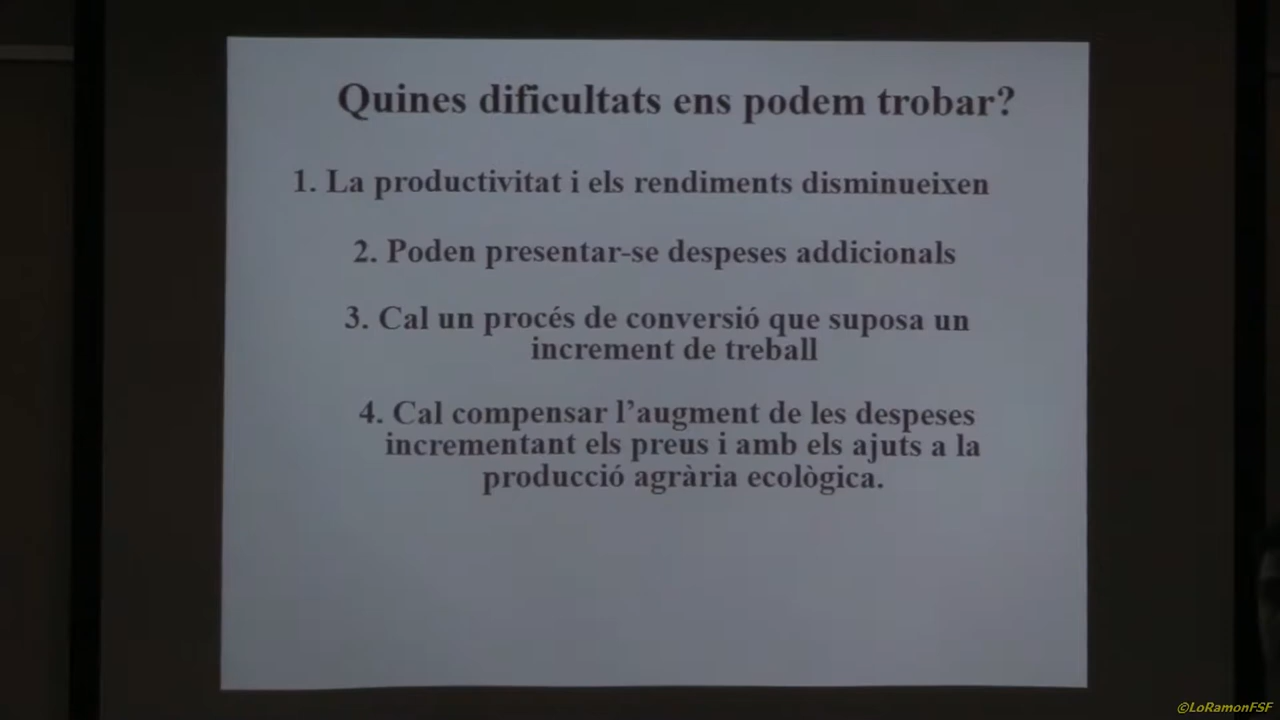 Quines dificultats ens podem trobar?
1. La productivitat i els rendiments disminueixen
2. Poden presentar-se despeses addicionals
3. Cal un procés de conversió que suposa un
increment de treball
4. Cal compensar l’augment de les despeses
incrementant els preus i amb els ajuts a la
producció agrària ecològica.
©LoRamonFSF